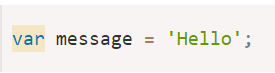 var message = 'Hello';